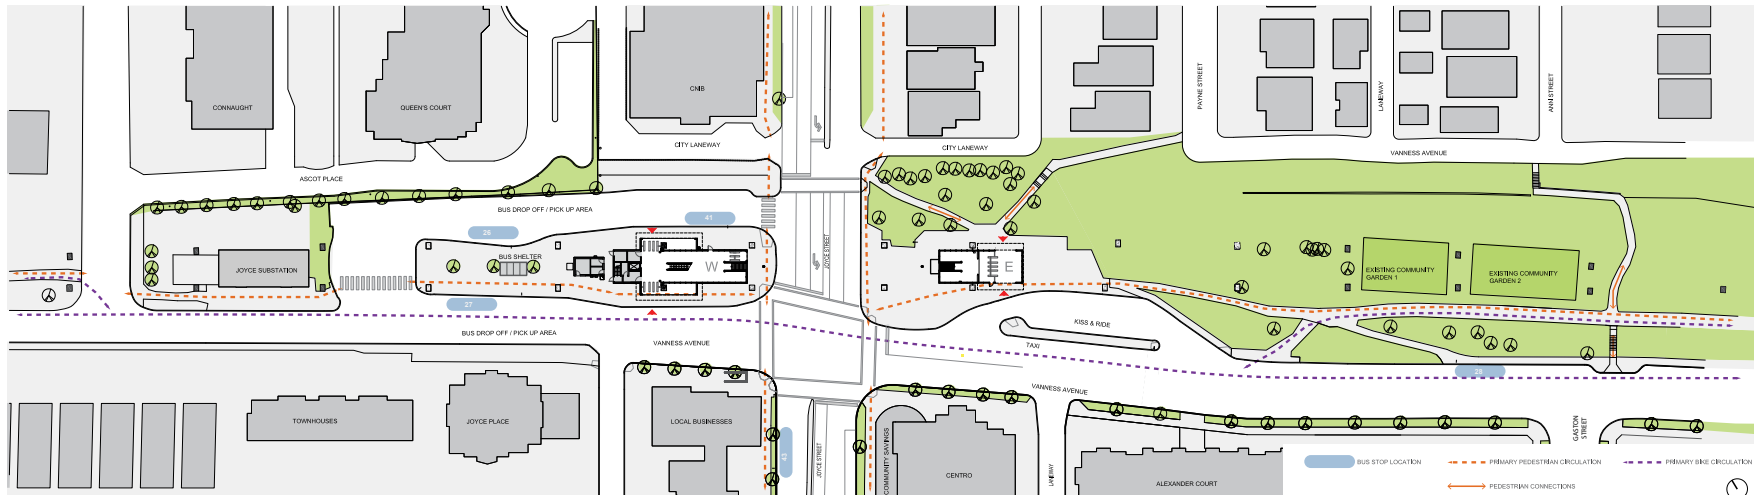 CONNAUGHT
QUEEN'S COURT
CNIB
CITY LANEWAY
CITY LANEWAY
PAYNE STREET
LANEWAY
ANN STREET
VANNESS AVENUE
ASCOT PLACE
BUS DROP OFF / PICK UP AREA
41
26
BUS SHELTER
JOYCE SUBSTATION
W
JOYCE STREET
E
EXISTING COMMUNITY
GARDEN 1
EXISTING COMMUNITY
GARDEN 2
27
BUS DROP OFF / PICK UP AREA
VANNESS AVENUE
KISS & RIDE
TAXI
28
VANNESS AVENUE
TOWNHOUSES
JOYCE PLACE
LOCAL BUSINESSES
43
JOYCE STREET
COMMUNITY SAVINGS
CENTRO
LANEWAY
ALEXANDER COURT
GASTON
STREET
BUS STOP LOCATION
PRIMARY PEDESTRIAN CIRCULATION
PRIMARY BIKE CIRCULATION
PEDESTRIAN CONNECTIONS